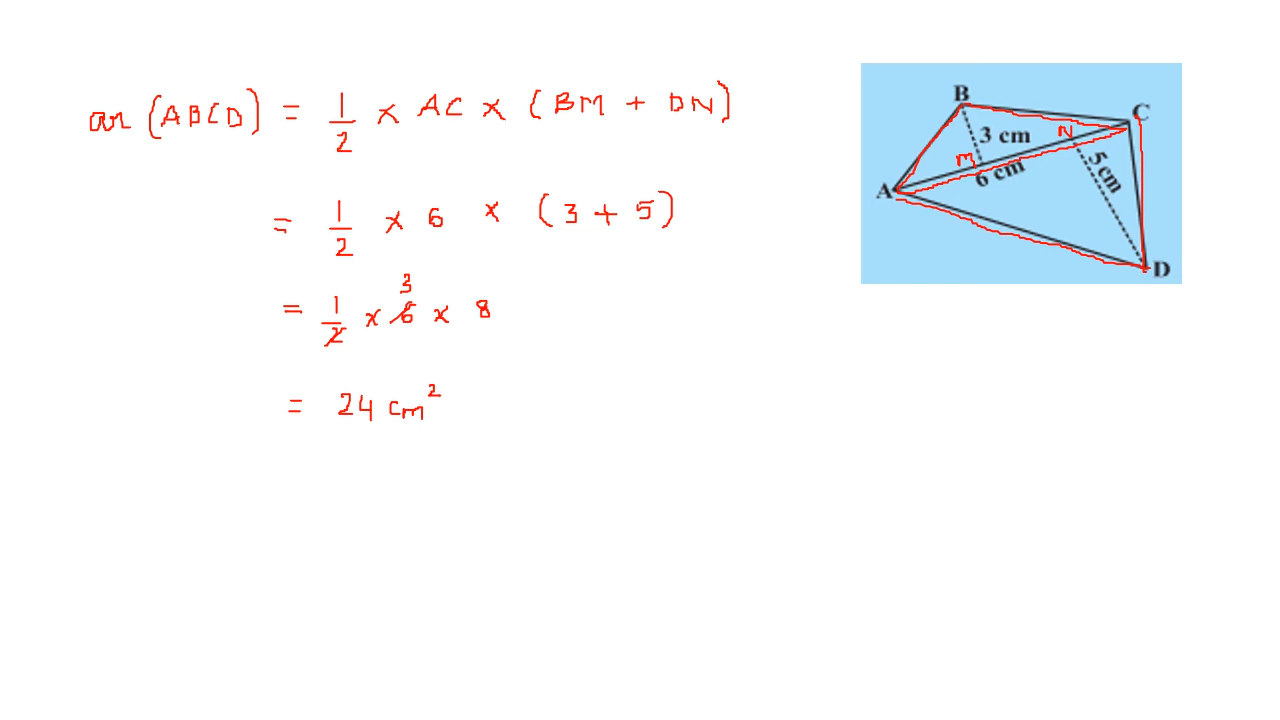 ar (ABCD) = 1/2 × AC × (BM + DN)
= 1/2 × 6 × (3 + 5)
= 1/2 × 6 × 8
3
= 24 cm²
B
C
N
3 cm
M
6 cm
5 cm
A
D